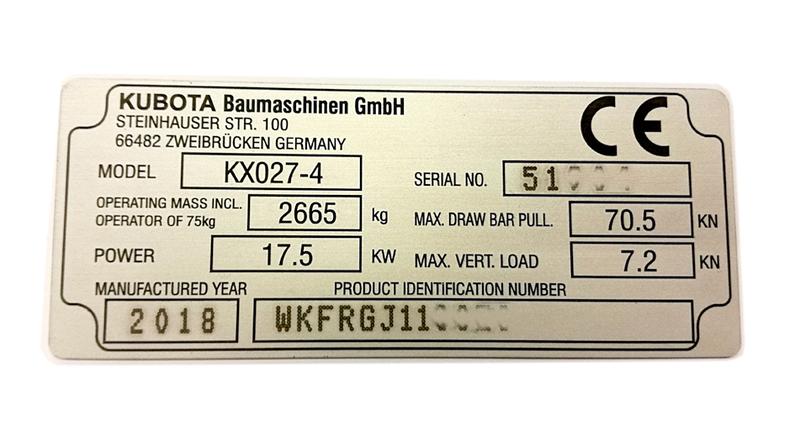 KUBOTA Baumaschinen GmbH
STEINHAUSER STR. 100
66482 ZWEIBRÜCKEN GERMANY
CE
MODEL KX027-4
SERIAL NO.
OPERATING MASS INCL. OPERATOR OF 75kg 2665 kg
MAX. DRAW BAR PULL. 70.5 KN
POWER 17.5 KW
MAX. VERT. LOAD 7.2 KN
MANUFACTURED YEAR
PRODUCT IDENTIFICATION NUMBER
2018